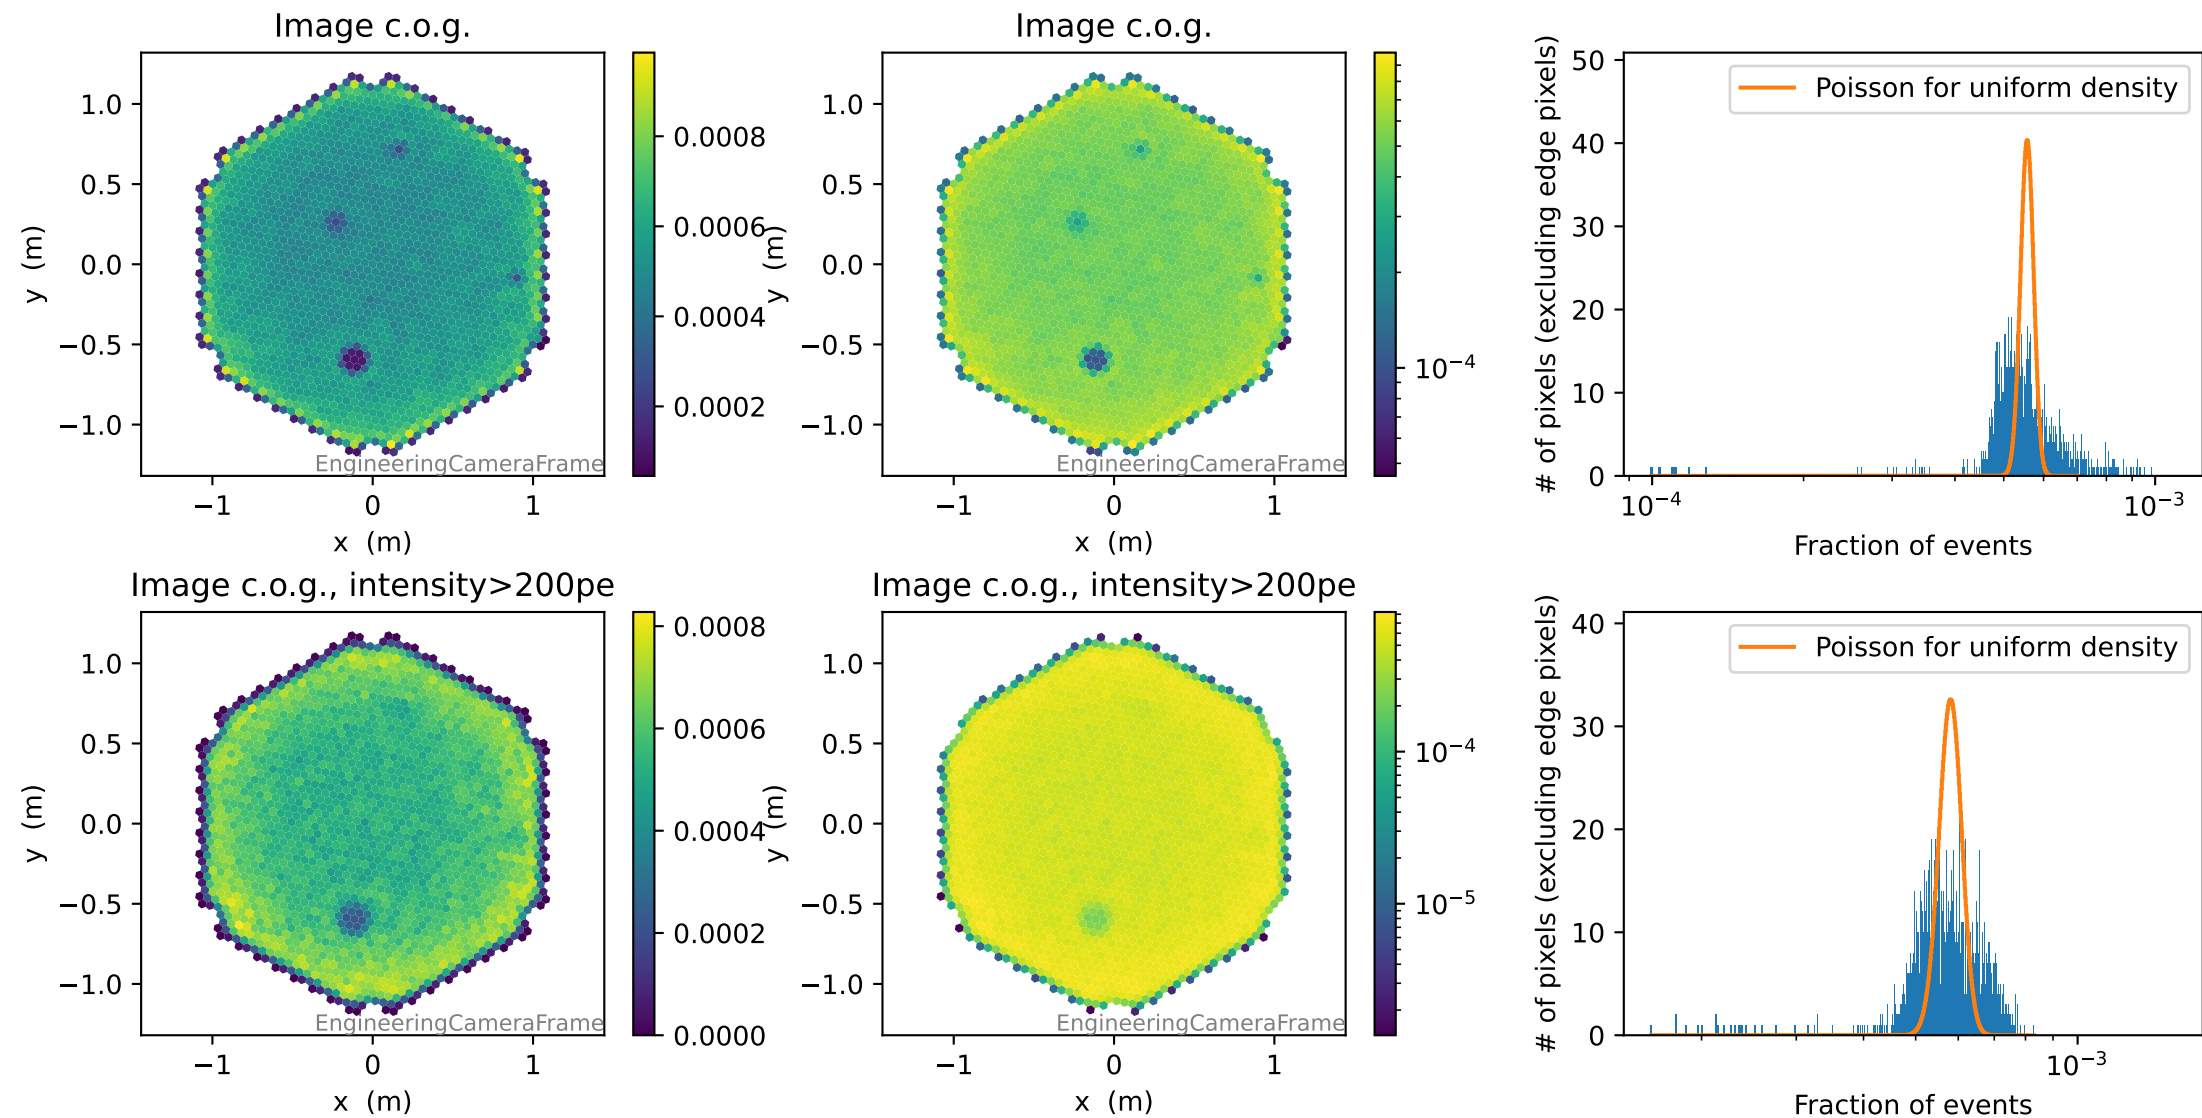 Image c.o.g.
1.0
0.5
0.0
−0.5
−1.0
y (m)
−1
0
1
x (m)
EngineeringCameraFrame
0.0008
0.0006
0.0004
0.0002
Image c.o.g.
1.0
0.5
0.0
−0.5
−1.0
y (m)
−1
0
1
x (m)
EngineeringCameraFrame
10⁻⁴
50
40
30
20
10
0
# of pixels (excluding edge pixels)
Poisson for uniform density
10⁻⁴
10⁻³
Fraction of events
Image c.o.g., intensity>200pe
1.0
0.5
0.0
−0.5
−1.0
y (m)
−1
0
1
x (m)
EngineeringCameraFrame
0.0008
0.0006
0.0004
0.0002
0.0000
Image c.o.g., intensity>200pe
1.0
0.5
0.0
−0.5
−1.0
y (m)
−1
0
1
x (m)
EngineeringCameraFrame
10⁻⁴
10⁻⁵
40
30
20
10
0
# of pixels (excluding edge pixels)
Poisson for uniform density
10⁻³
Fraction of events